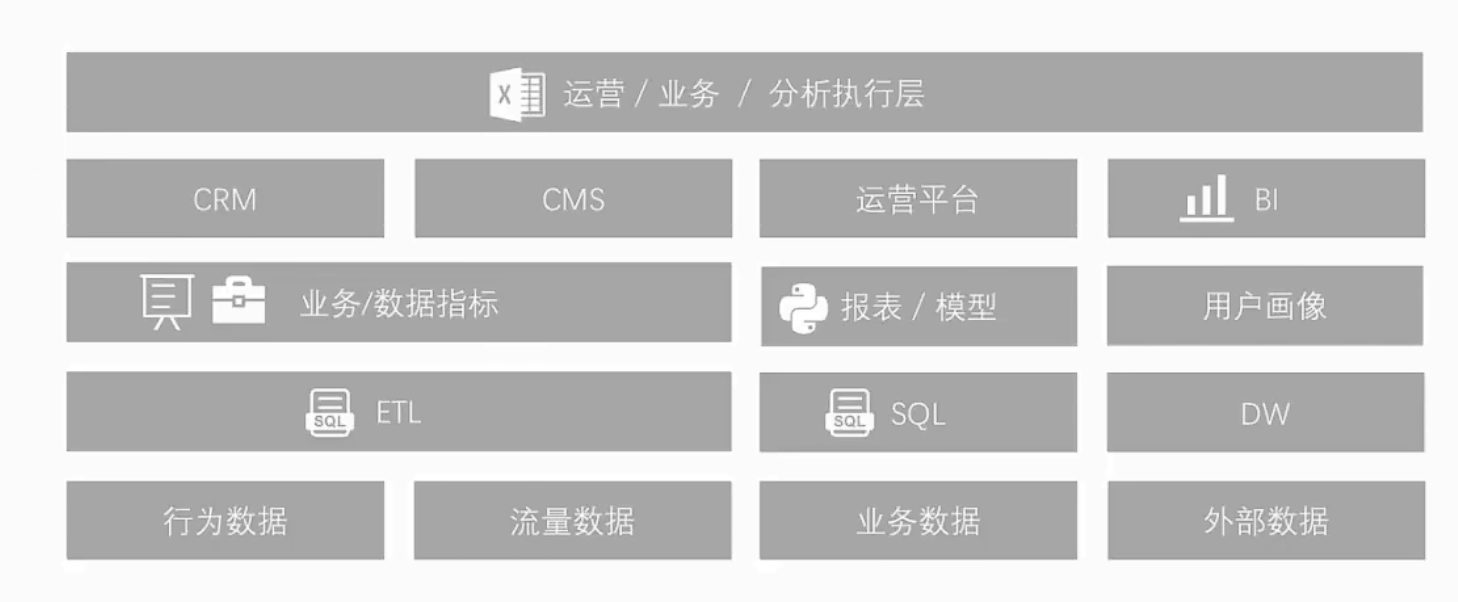 X 运营 / 业务 / 分析执行层
CRM
CMS
运营平台
BI
业务/数据指标
报表 / 模型
用户画像
SQL ETL
SQL SQL
DW
行为数据
流量数据
业务数据
外部数据